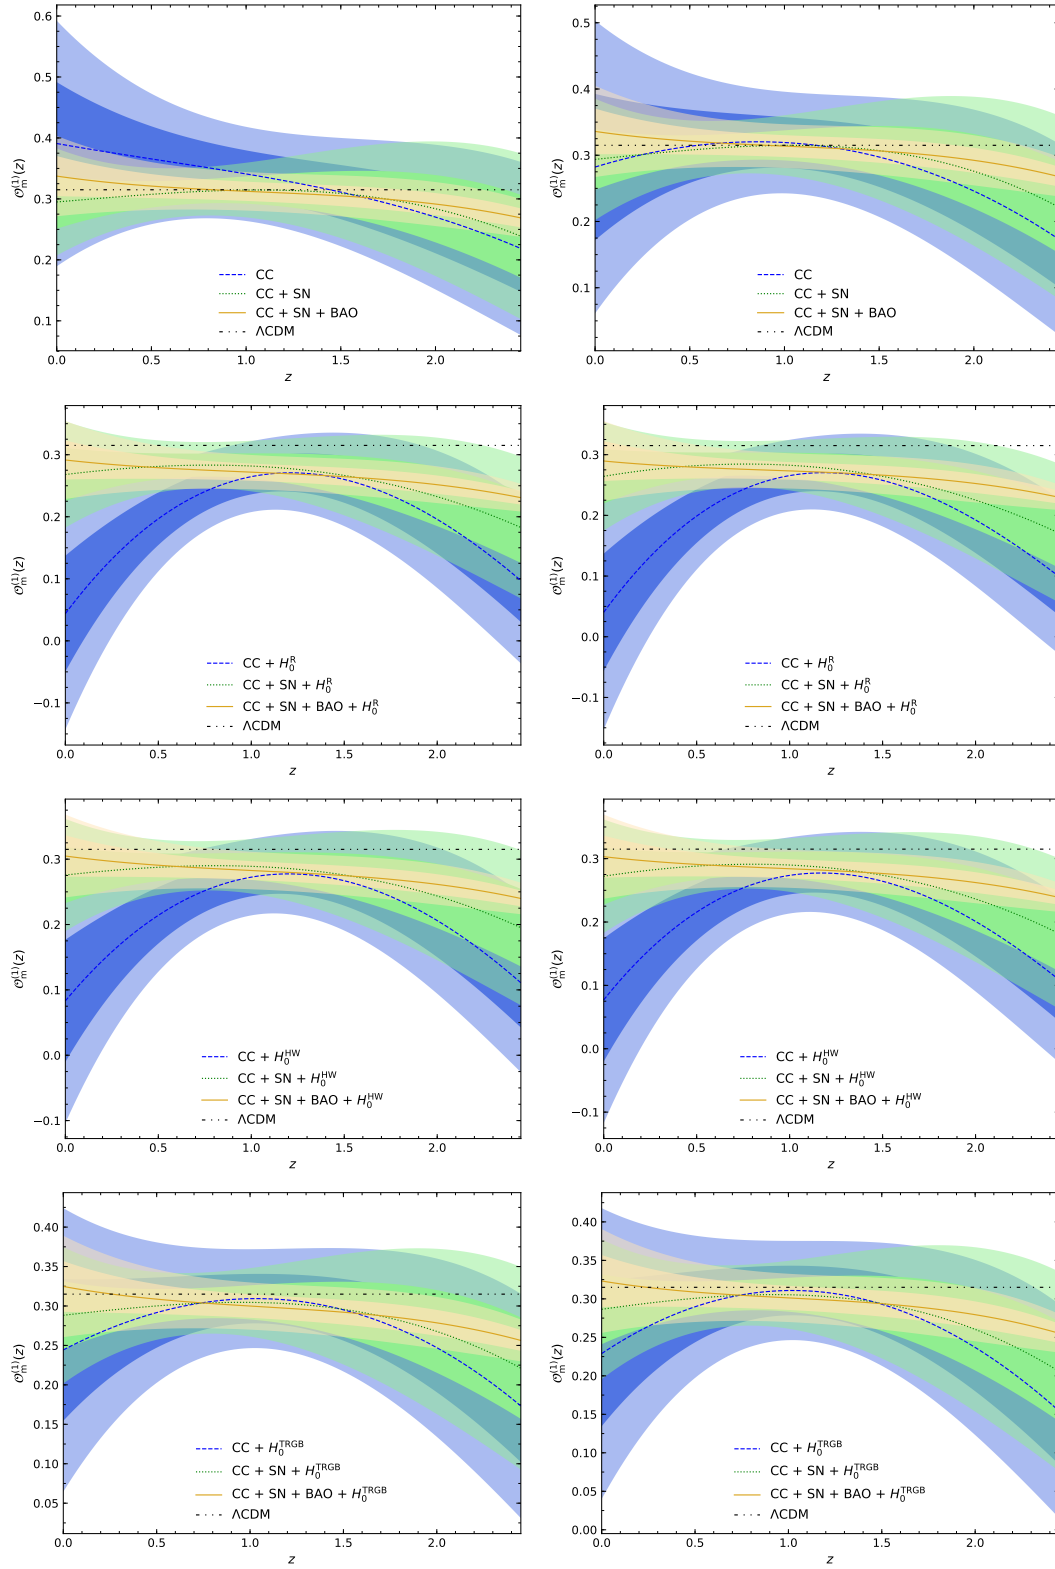 0.6
0.5
0.4
0.3
0.2
0.1
𝒪m(1)(z)
CC
CC + SN
CC + SN + BAO
ΛCDM
0.0 0.5 1.0 1.5 2.0
z
0.5
0.4
0.3
0.2
0.1
𝒪m(1)(z)
CC
CC + SN
CC + SN + BAO
ΛCDM
0.0 0.5 1.0 1.5 2.0
z
0.3
0.2
0.1
0.0
−0.1
𝒪m(1)(z)
CC + H0R
CC + SN + H0R
CC + SN + BAO + H0R
ΛCDM
0.0 0.5 1.0 1.5 2.0
z
0.3
0.2
0.1
0.0
−0.1
𝒪m(1)(z)
CC + H0R
CC + SN + H0R
CC + SN + BAO + H0R
ΛCDM
0.0 0.5 1.0 1.5 2.0
z
0.3
0.2
0.1
0.0
−0.1
𝒪m(1)(z)
CC + H0HW
CC + SN + H0HW
CC + SN + BAO + H0HW
ΛCDM
0.0 0.5 1.0 1.5 2.0
z
0.3
0.2
0.1
0.0
−0.1
𝒪m(1)(z)
CC + H0HW
CC + SN + H0HW
CC + SN + BAO + H0HW
ΛCDM
0.0 0.5 1.0 1.5 2.0
z
0.40
0.35
0.30
0.25
0.20
0.15
0.10
0.05
𝒪m(1)(z)
CC + H0TRGB
CC + SN + H0TRGB
CC + SN + BAO + H0TRGB
ΛCDM
0.0 0.5 1.0 1.5 2.0
z
0.40
0.35
0.30
0.25
0.20
0.15
0.10
0.05
0.00
𝒪m(1)(z)
CC + H0TRGB
CC + SN + H0TRGB
CC + SN + BAO + H0TRGB
ΛCDM
0.0 0.5 1.0 1.5 2.0
z